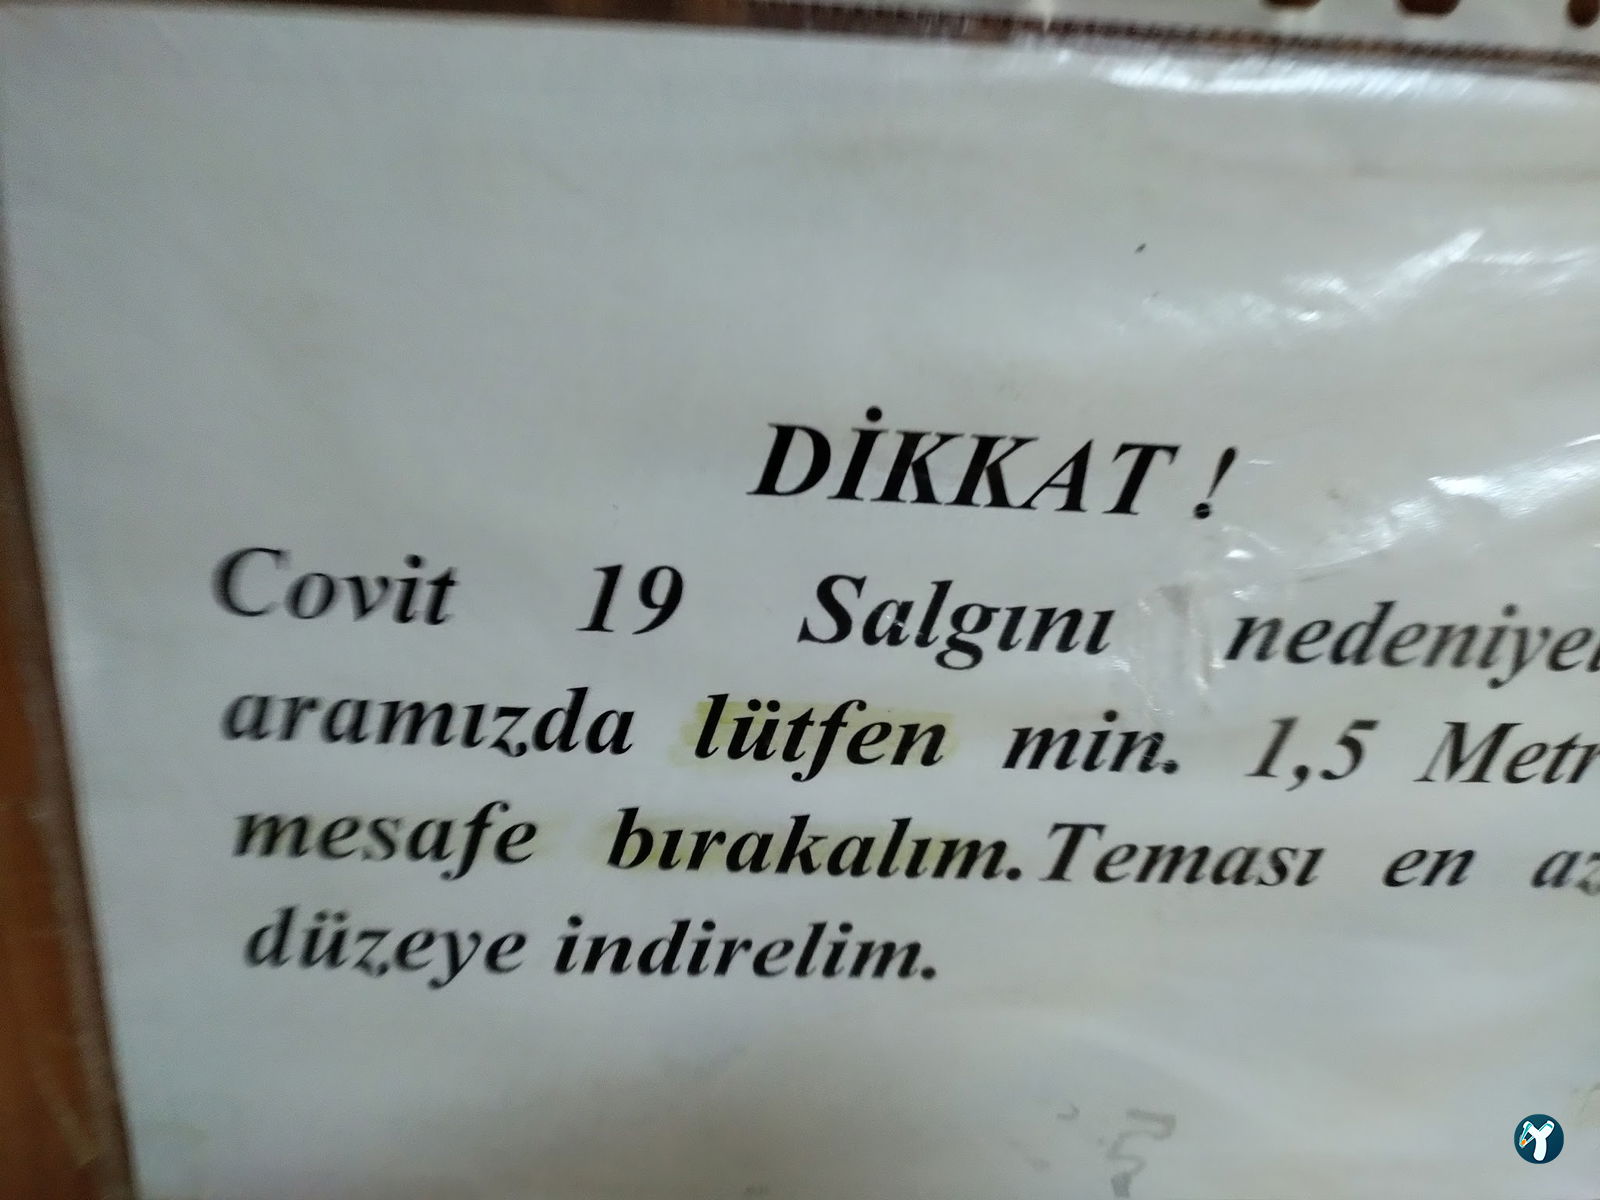 DİKKAT !
Covit 19 Salgını
aramızda lütfen min. 1,5
mesafe bırakalım.Teması en
düzeye indirelim.